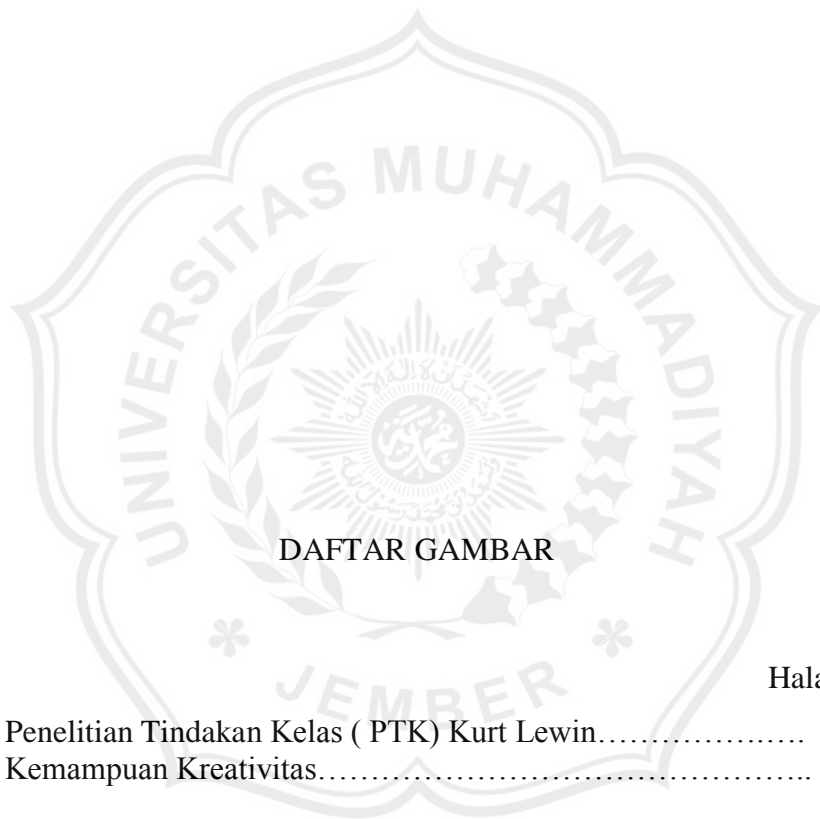 UNIVERSITAS MUHAMMADIYAH
DAFTAR GAMBAR
JEMBER
Hala
Penelitian Tindakan Kelas ( PTK) Kurt Lewin……………….….
Kemampuan Kreativitas………………………………………..